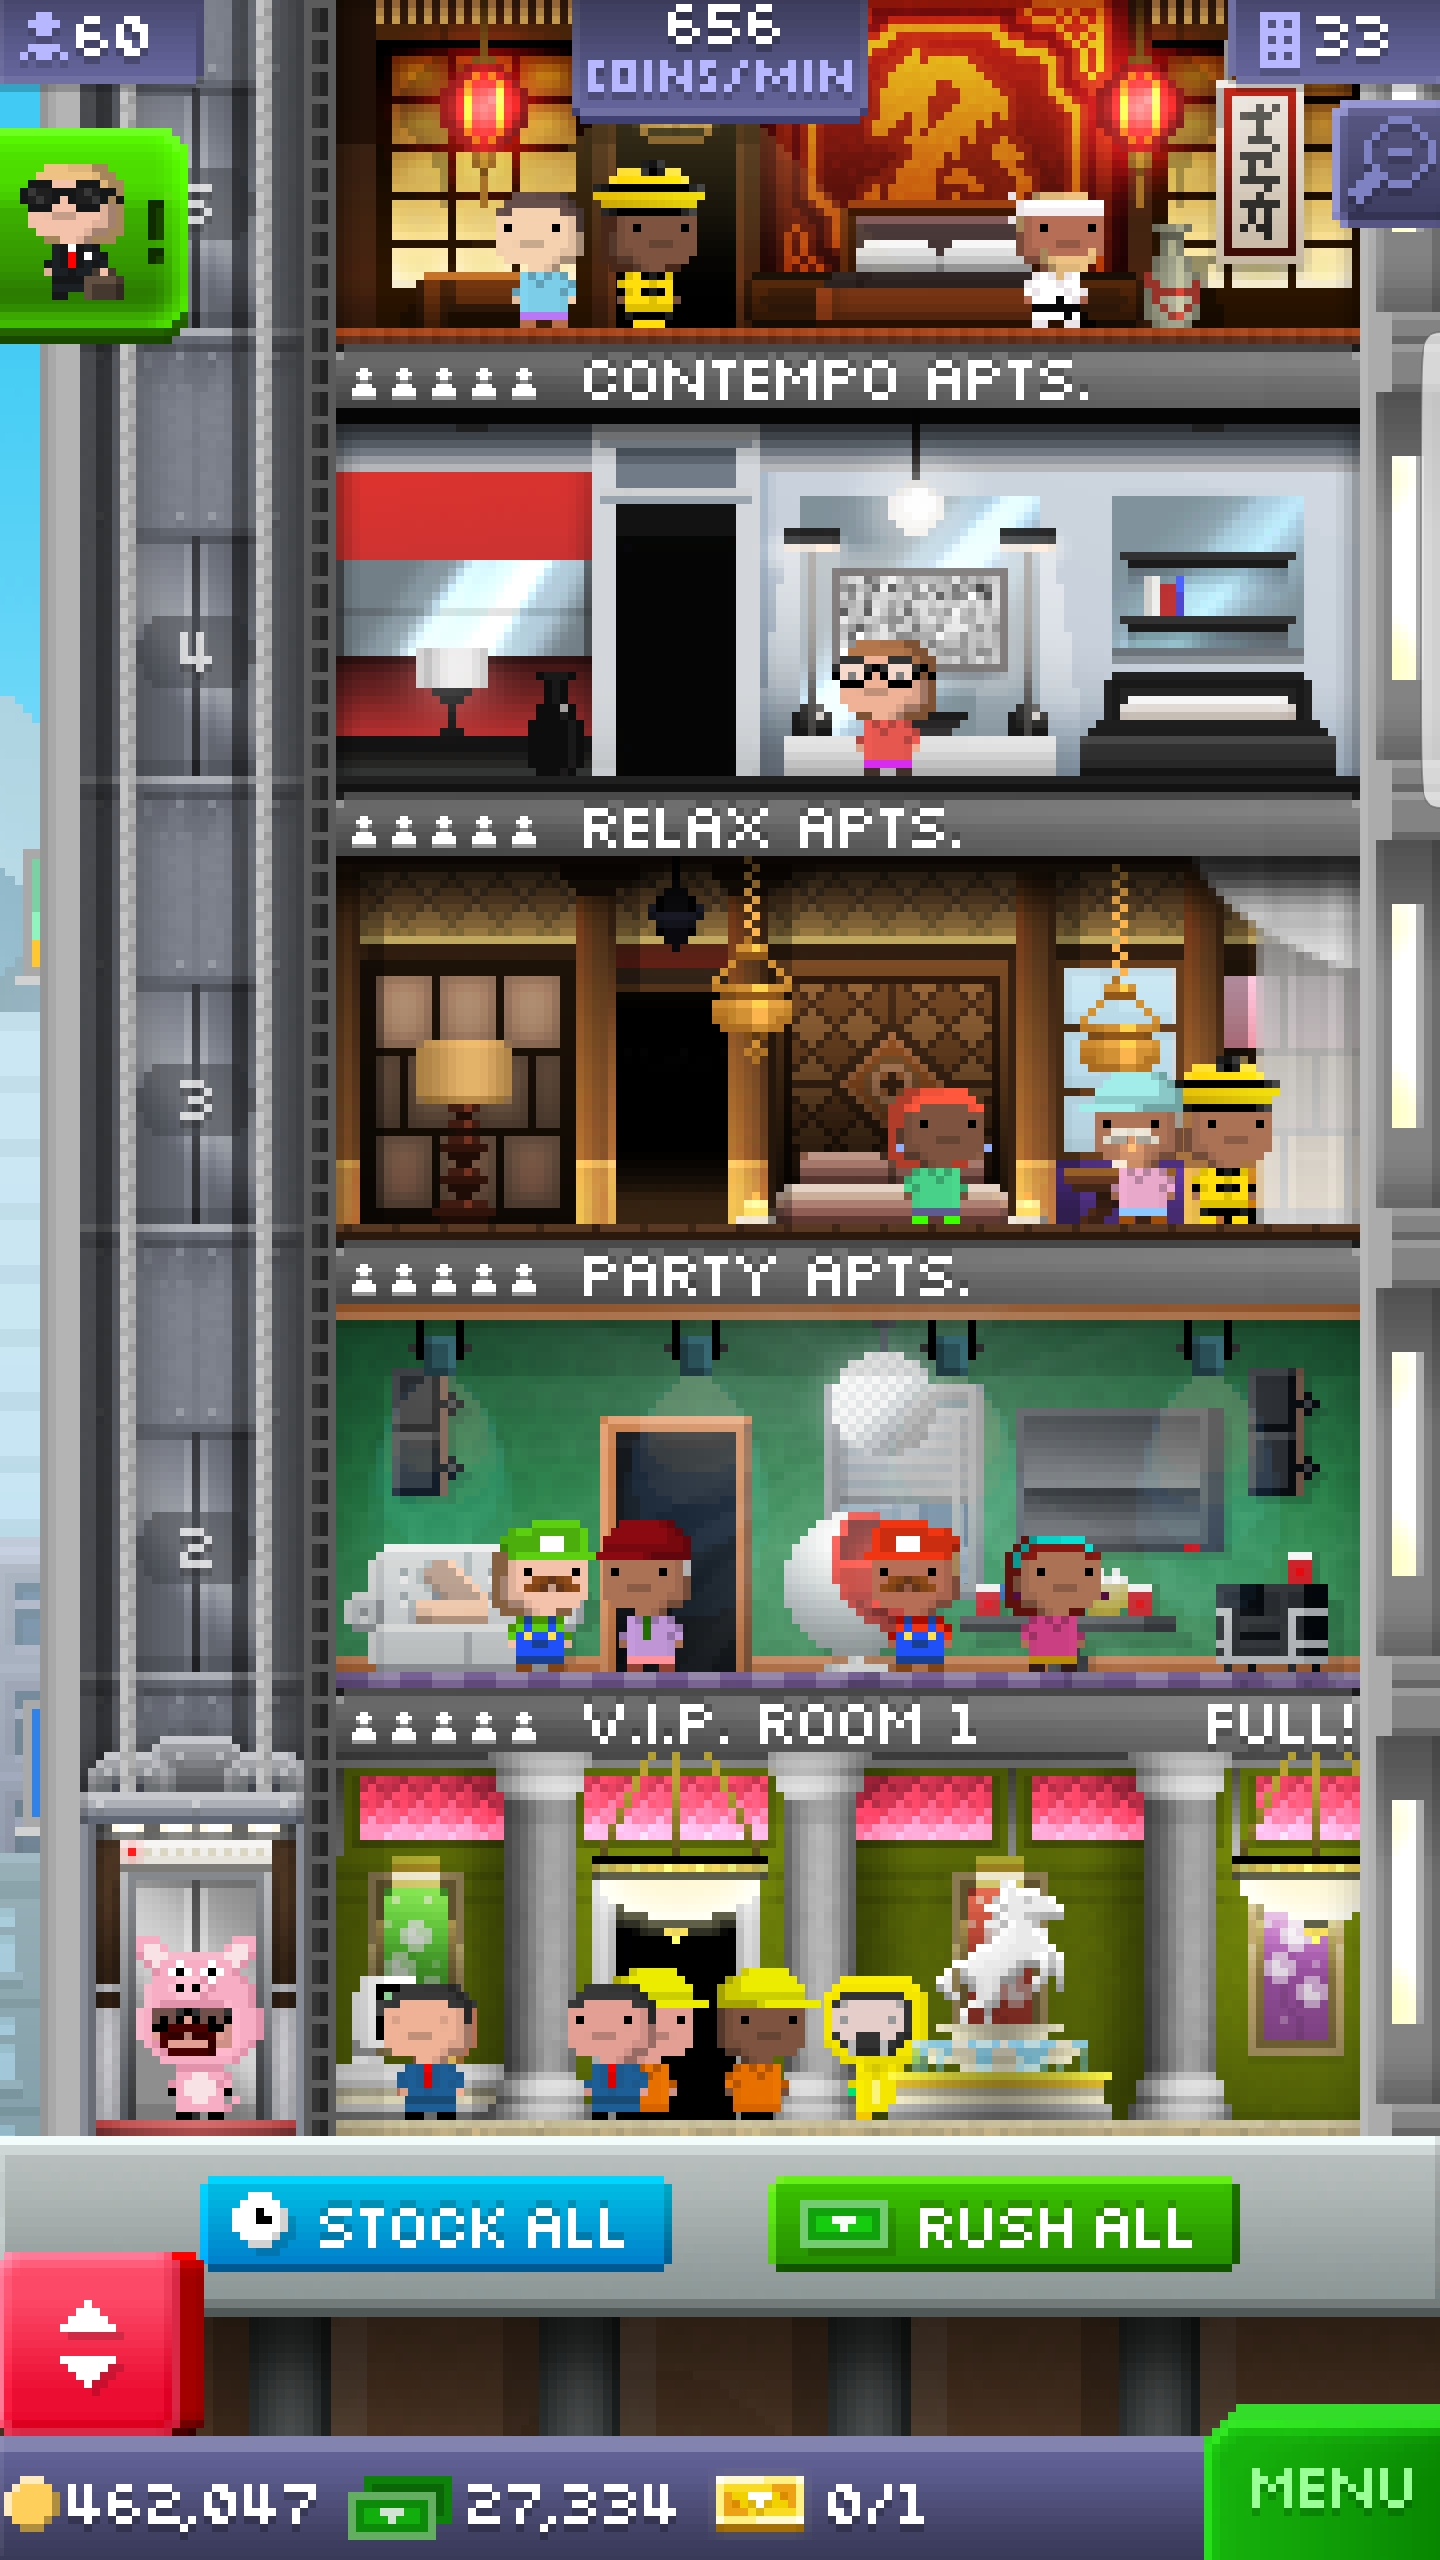 60
656
COINS/MIN
33
5
CONTEMPO APTS.
4
RELAX APTS.
3
PARTY APTS.
2
V.I.P. ROOM 1 FULL!
STOCK ALL
RUSH ALL
462,047
27,334
0/1
MENU